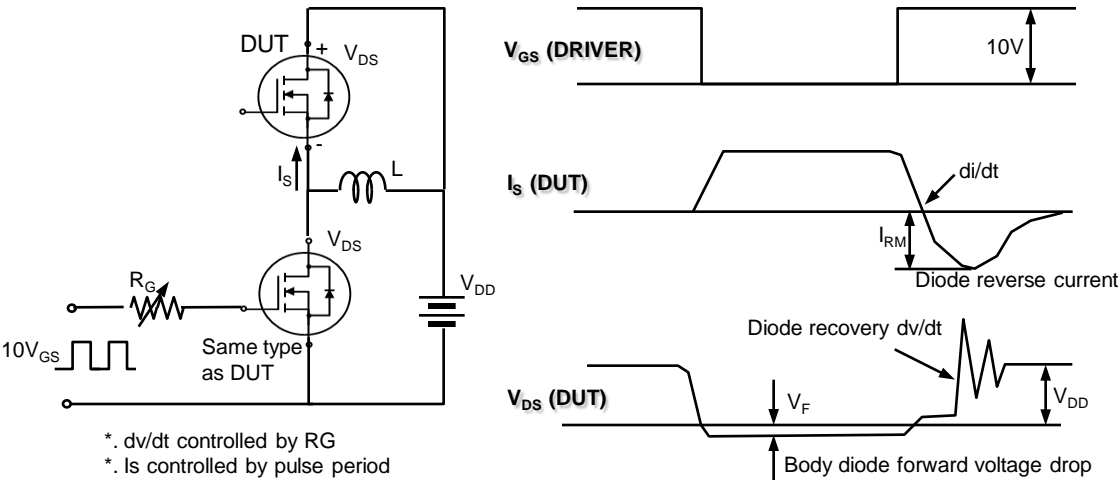 DUT
+
V_DS
-
I_S
L
V_DS
R_G
V_DD
10V_GS
Same type
as DUT
*. dv/dt controlled by RG
*. Is controlled by pulse period
V_GS (DRIVER)
10V
I_S (DUT)
di/dt
I_RM
Diode reverse current
Diode recovery dv/dt
V_DS (DUT)
V_F
V_DD
Body diode forward voltage drop